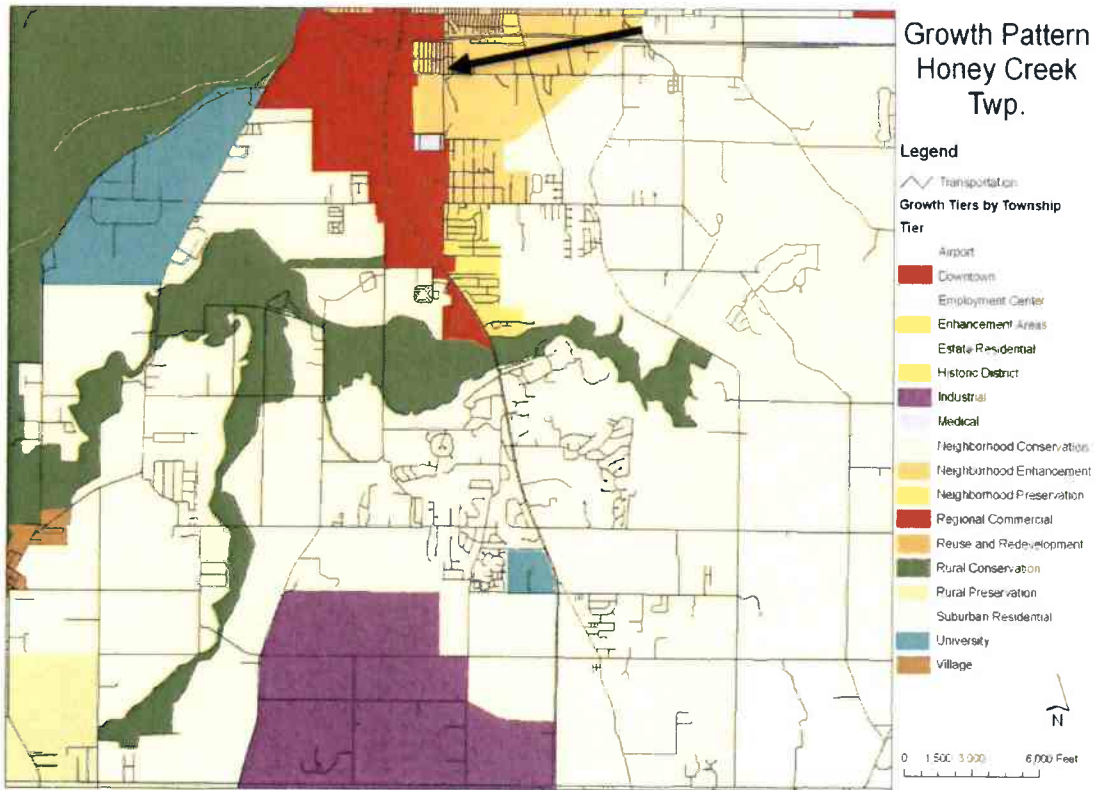 Growth Pattern
Honey Creek
Twp.
Legend
Transportation
Growth Tiers by Township
Tier
Airport
Downtown
Employment Center
Enhancement Areas
Estate Residential
Historic District
Industrial
Medical
Neighborhood Conservation
Neighborhood Enhancement
Neighborhood Preservation
Regional Commercial
Reuse and Redevelopment
Rural Conservation
Rural Preservation
Suburban Residential
University
Village
N
0 1,500 3,000 6,000 Feet